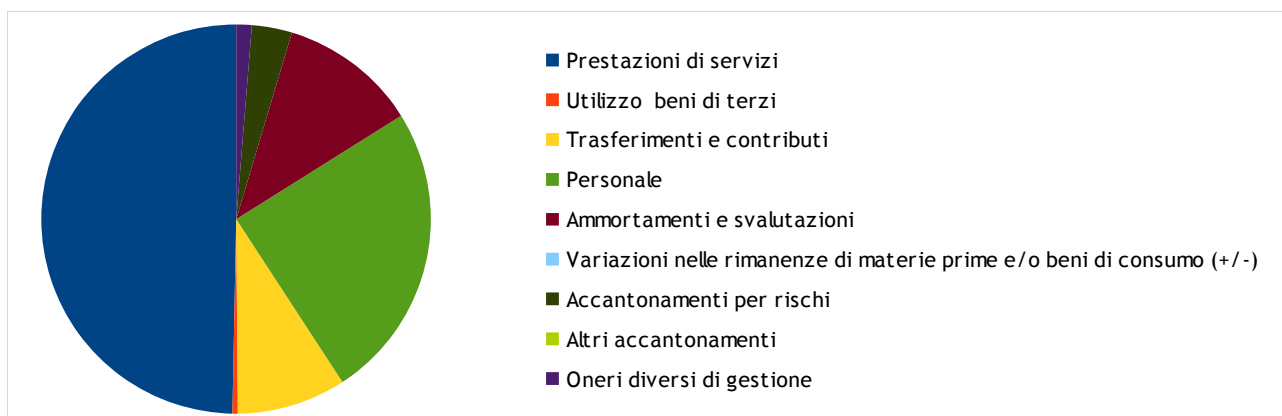 Prestazioni di servizi
Utilizzo beni di terzi
Trasferimenti e contributi
Personale
Ammortamenti e svalutazioni
Variazioni nelle rimanenze di materie prime e/o beni di consumo (+/-)
Accantonamenti per rischi
Altri accantonamenti
Oneri diversi di gestione